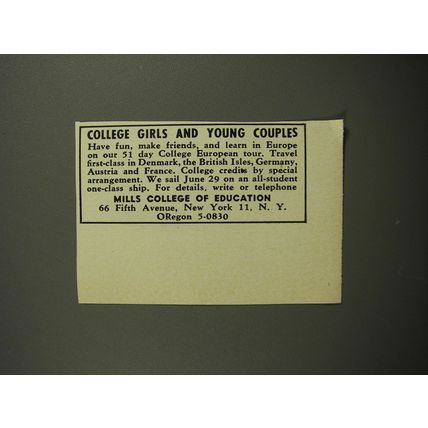 COLLEGE GIRLS AND YOUNG COUPLES
Have fun, make friends, and learn in Europe
on our 51 day College European tour. Travel
first-class in Denmark, the British Isles, Germany,
Austria and France. College credits by special
arrangement. We sail June 29 on an all-student
one-class ship. For details, write or telephone
MILLS COLLEGE OF EDUCATION
66 Fifth Avenue, New York 11, N. Y.
ORegon 5-0830